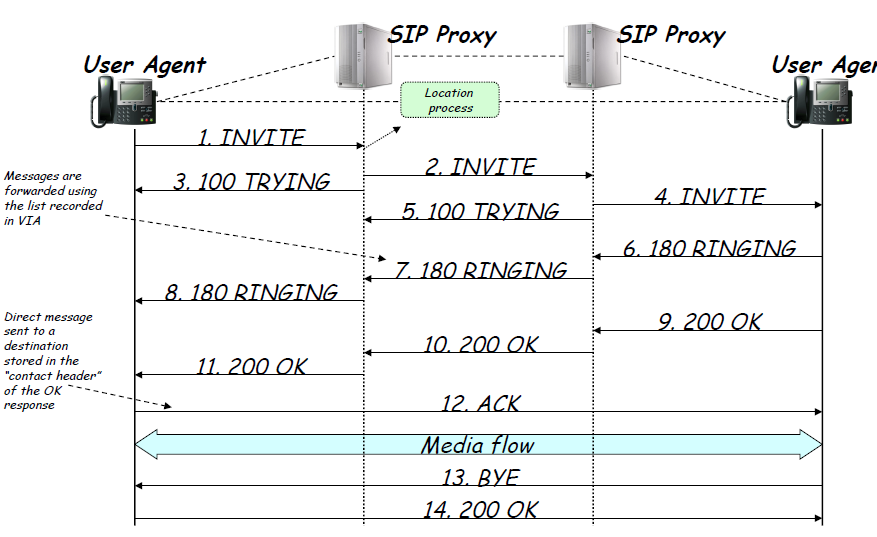 SIP Proxy
SIP Proxy
User Agent
User Agen
Location
process
1. INVITE
2. INVITE
Messages are
forwarded using
the list recorded
in VIA
3. 100 TRYING
4. INVITE
5. 100 TRYING
6. 180 RINGING
7. 180 RINGING
8. 180 RINGING
Direct message
sent to a
destination
stored in the
“contact header”
of the OK
response
9. 200 OK
10. 200 OK
11. 200 OK
12. ACK
Media flow
13. BYE
14. 200 OK